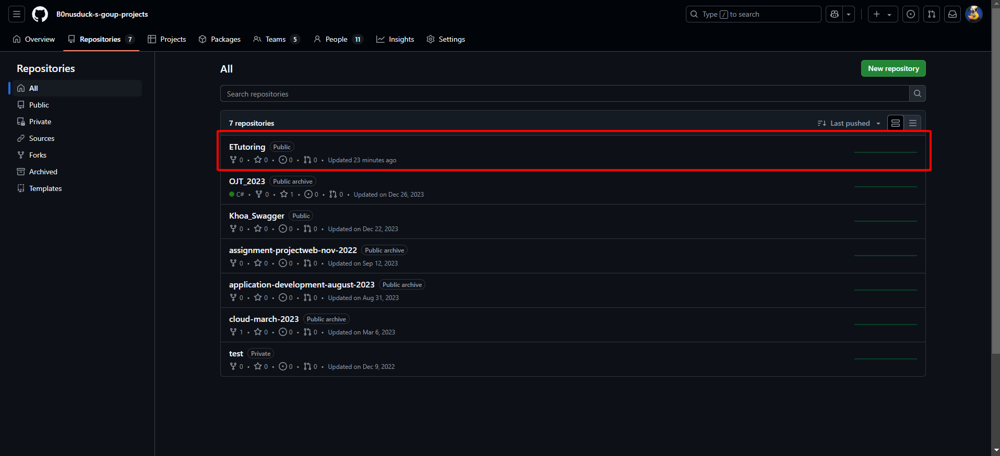 B0nusduck-s-goup-projects
Type / to search
Overview Repositories 7 Projects Packages Teams 5 People 11 Insights Settings
Repositories
All
Public
Private
Sources
Forks
Archived
Templates
All
New repository
Search repositories
7 repositories
Last pushed
ETutoring Public
0 • 0 • 0 • 0 • Updated 23 minutes ago
OJT_2023 Public archive
C# • 0 • 1 • 0 • 0 • Updated on Dec 26, 2023
Khoa_Swagger Public
0 • 0 • 0 • 0 • Updated on Dec 22, 2023
assignment-projectweb-nov-2022 Public archive
0 • 0 • 0 • 0 • Updated on Sep 12, 2023
application-development-august-2023 Public archive
0 • 0 • 0 • 0 • Updated on Aug 31, 2023
cloud-march-2023 Public archive
1 • 0 • 0 • 0 • Updated on Mar 6, 2023
test Private
0 • 0 • 0 • 0 • Updated on Dec 9, 2022